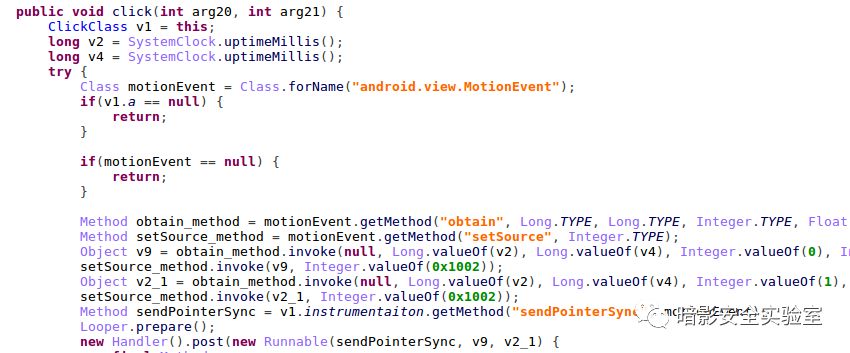 public void click(int arg20, int arg21) {
ClickClass v1 = this;
long v2 = SystemClock.uptimeMillis();
long v4 = SystemClock.uptimeMillis();
try {
Class motionEvent = Class.forName("android.view.MotionEvent");
if(v1.a == null) {
return;
}
if(motionEvent == null) {
return;
}
Method obtain_method = motionEvent.getMethod("obtain", Long.TYPE, Long.TYPE, Integer.TYPE, Float
Method setSource_method = motionEvent.getMethod("setSource", Integer.TYPE);
Object v9 = obtain_method.invoke(null, Long.valueOf(v2), Long.valueOf(v4), Integer.valueOf(0), In
setSource_method.invoke(v9, Integer.valueOf(0x1002));
Object v2_1 = obtain_method.invoke(null, Long.valueOf(v2), Long.valueOf(v4), Integer.valueOf(1),
setSource_method.invoke(v2_1, Integer.valueOf(0x1002));
Method sendPointerSync = v1.instrumentaiton.getMethod("sendPointerSync
暗影安全实验室
Looper.prepare();
new Handler().post(new Runnable(sendPointerSync, v9, v2_1) {